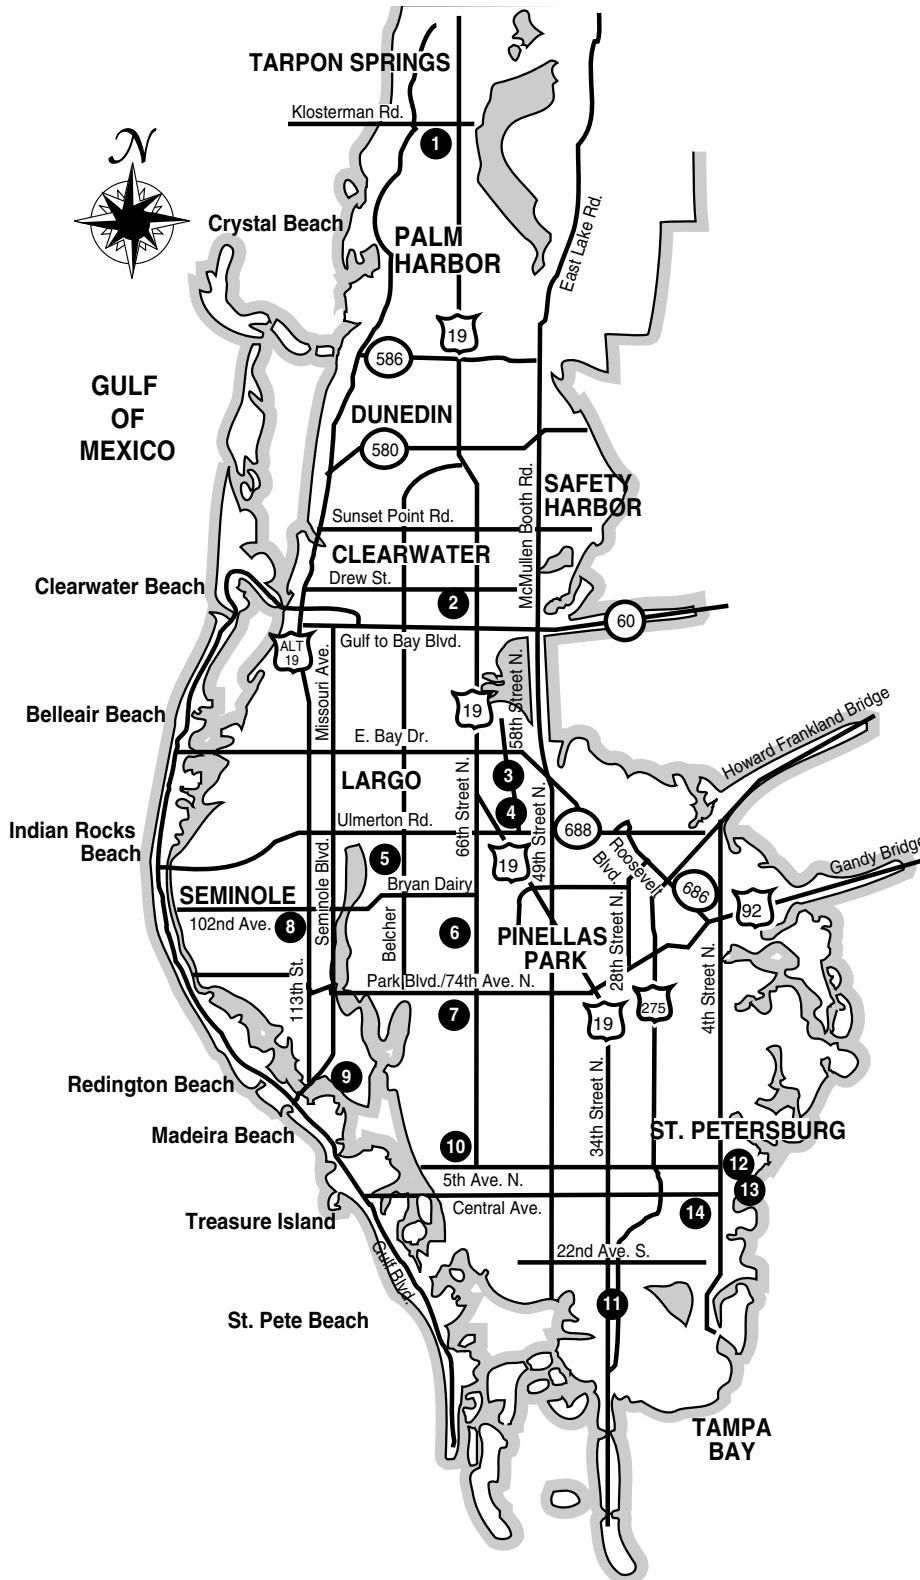 TARPON SPRINGS
Klosterman Rd.
1
N
Crystal Beach
PALM
HARBOR
East Lake Rd.
19
586
GULF
OF
MEXICO
DUNEDIN
580
SAFETY
HARBOR
McMullen Booth Rd.
Sunset Point Rd.
CLEARWATER
Drew St.
Clearwater Beach
2
60
Gulf to Bay Blvd.
ALT
19
Missouri Ave.
58th Street N.
19
Belleair Beach
Howard Frankland Bridge
E. Bay Dr.
LARGO
3
66th Street N.
49th Street N.
4
Ulmerton Rd.
688
Indian Rocks
Beach
Seminole Blvd.
Roosevelt
Blvd.
Gandy Bridge
19
5
Bryan Dairy
686
92
SEMINOLE
102nd Ave.
8
Belcher
6
PINELLAS
PARK
28th Street N.
4th Street N.
113th St.
Park Blvd./74th Ave. N.
7
19
275
Redington Beach
9
34th Street N.
Madeira Beach
10
ST. PETERSBURG
12
5th Ave. N.
13
Central Ave.
14
Treasure Island
22nd Ave. S.
Gulf Blvd.
11
St. Pete Beach
TAMPA
BAY